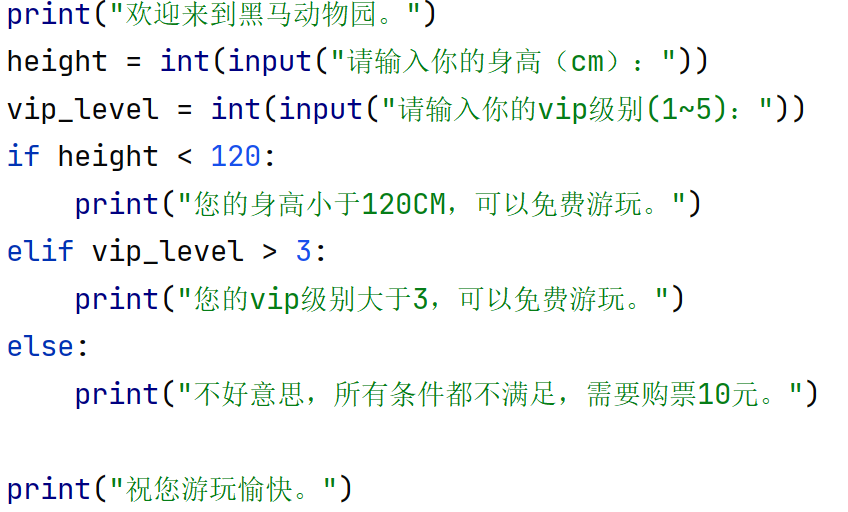 print("欢迎来到黑马动物园。")
height = int(input("请输入你的身高（cm）："))
vip_level = int(input("请输入你的vip级别(1~5)："))
if height < 120:
    print("您的身高小于120CM，可以免费游玩。")
elif vip_level > 3:
    print("您的vip级别大于3，可以免费游玩。")
else:
    print("不好意思，所有条件都不满足，需要购票10元。")
print("祝您游玩愉快。")